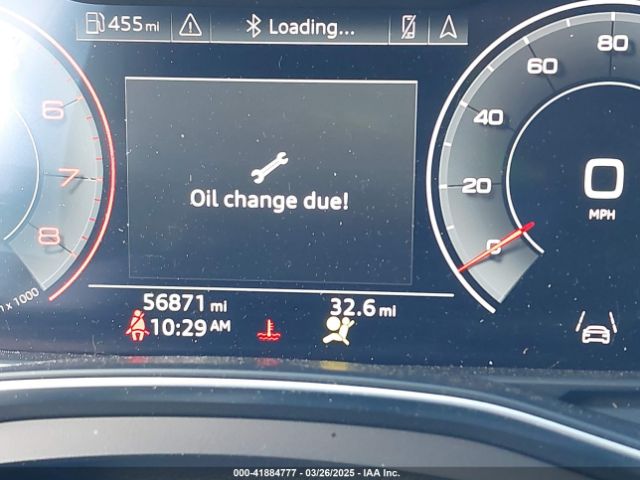 455 mi
Loading...
6
7
8
x 1000
Oil change due!
80
60
40
20
0
0
MPH
56871 mi
32.6 mi
10:29 AM
000-41884777 - 03/26/2025 - IAA Inc.